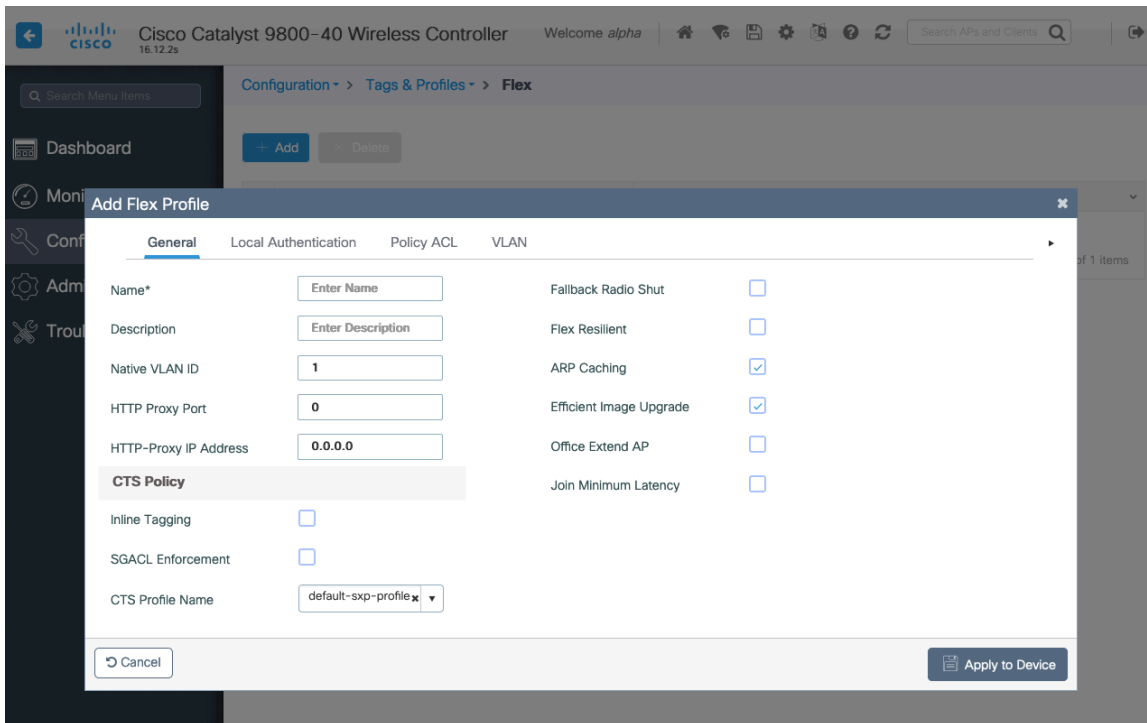 Cisco Catalyst 9800-40 Wireless Controller
Welcome alpha
Search APs and Clients
CISCO
16.12.2s
Search Menu Items
Configuration > Tags & Profiles > Flex
Dashboard
+ Add
× Delete
Moni
Add Flex Profile
Conf
General
Local Authentication
Policy ACL
VLAN
of 1 items
Admi
Troul
Name*
Enter Name
Fallback Radio Shut
Description
Enter Description
Flex Resilient
Native VLAN ID
1
ARP Caching
HTTP Proxy Port
0
Efficient Image Upgrade
HTTP-Proxy IP Address
0.0.0.0
Office Extend AP
CTS Policy
Join Minimum Latency
Inline Tagging
SGACL Enforcement
CTS Profile Name
default-sxp-profile
Cancel
Apply to Device